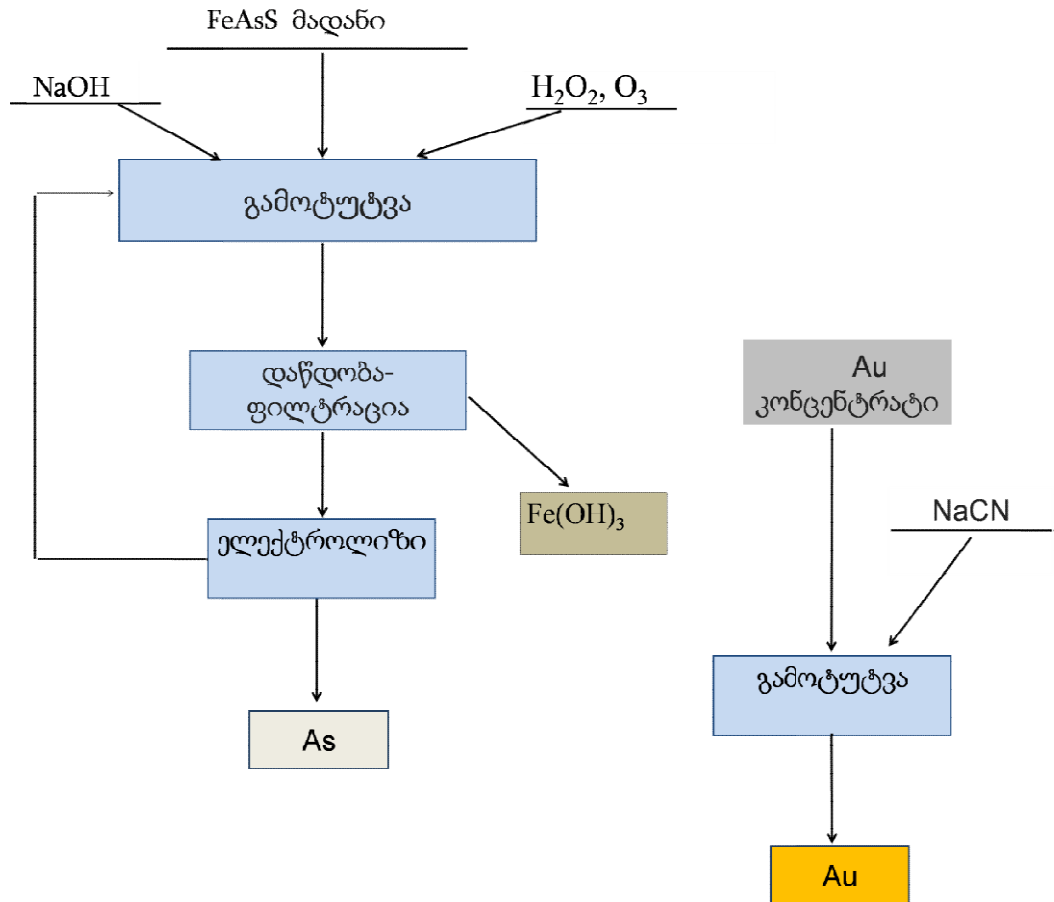 FeAsS მადანი
NaOH
H₂O₂, O₃
გამოტუტვა
დაწდობა-
ფილტრაცია
Au
კონცენტრატი
Fe(OH)₃
NaCN
ელექტროლიზი
გამოტუტვა
As
Au